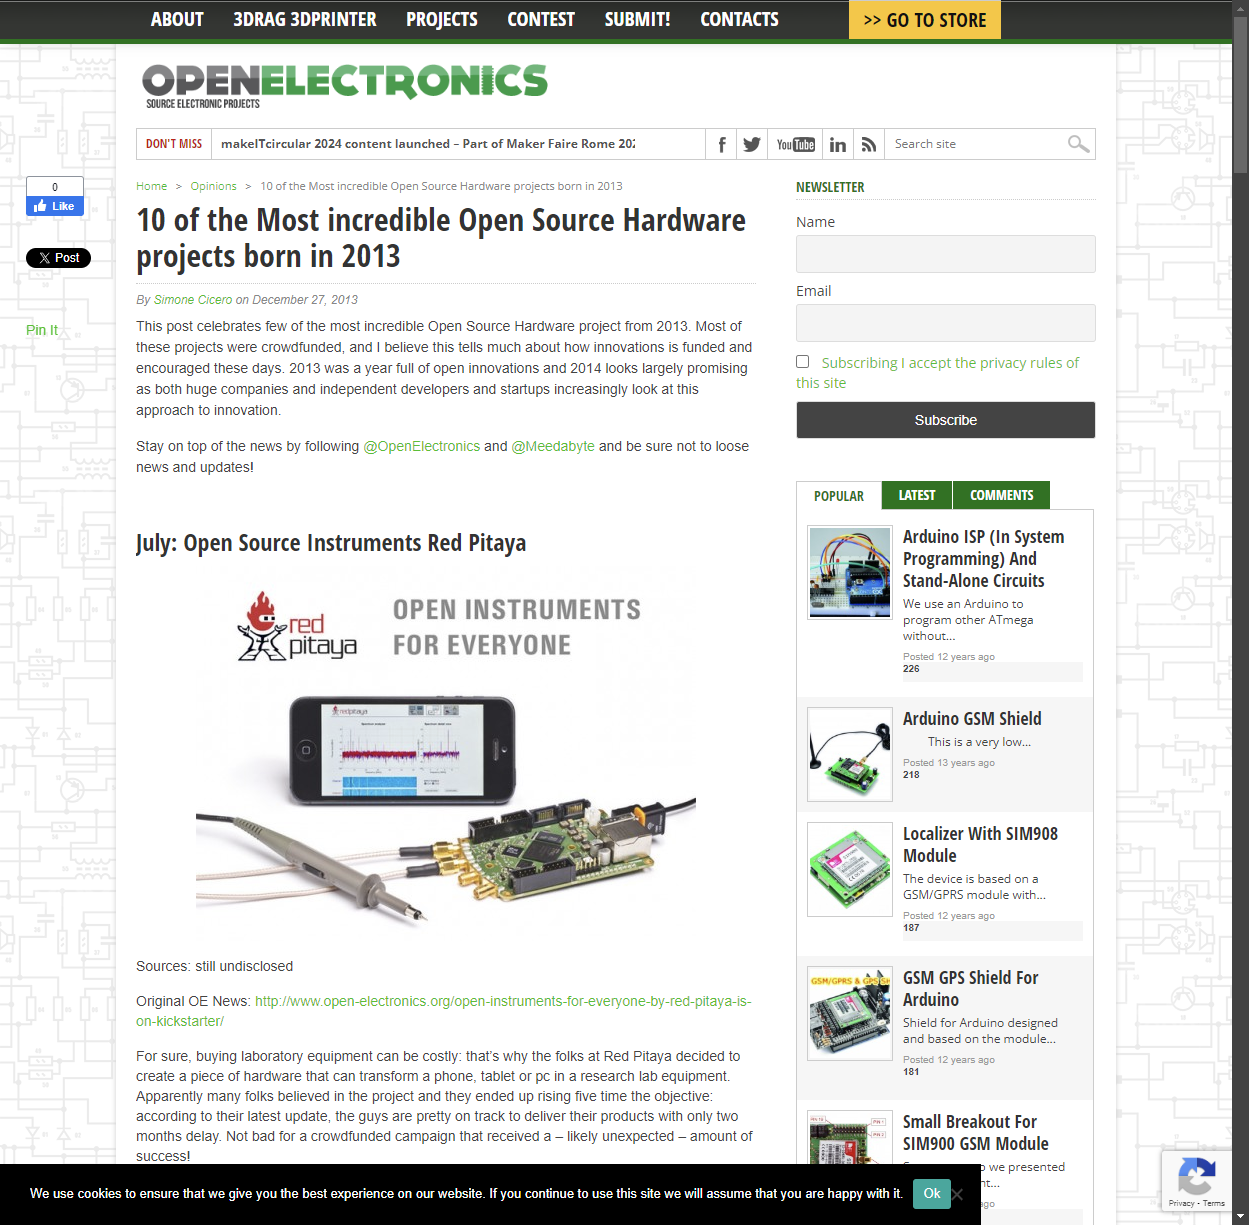 ABOUT 3DRAG 3DPRINTER PROJECTS CONTEST SUBMIT! CONTACTS >> GO TO STORE
OPENELECTRONICS
SOURCE ELECTRONIC PROJECTS
DON'T MISS makeITcircular 2024 content launched – Part of Maker Faire Rome 202 YouTube in Search site
0
Like
Post
Pin It
Home > Opinions > 10 of the Most incredible Open Source Hardware projects born in 2013
10 of the Most incredible Open Source Hardware
projects born in 2013
By Simone Cicero on December 27, 2013
This post celebrates few of the most incredible Open Source Hardware project from 2013. Most of
these projects were crowdfunded, and I believe this tells much about how innovations is funded and
encouraged these days. 2013 was a year full of open innovations and 2014 looks largely promising
as both huge companies and independent developers and startups increasingly look at this
approach to innovation.
Stay on top of the news by following @OpenElectronics and @Meedabyte and be sure not to loose
news and updates!
July: Open Source Instruments Red Pitaya
red
pitaya
OPEN INSTRUMENTS
FOR EVERYONE
redpitaya
Sources: still undisclosed
Original OE News: http://www.open-electronics.org/open-instruments-for-everyone-by-red-pitaya-is-
on-kickstarter/
For sure, buying laboratory equipment can be costly: that's why the folks at Red Pitaya decided to
create a piece of hardware that can transform a phone, tablet or pc in a research lab equipment.
Apparently many folks believed in the project and they ended up rising five time the objective:
according to their latest update, the guys are pretty on track to deliver their products with only two
months delay. Not bad for a crowdfunded campaign that received a – likely unexpected – amount of
success!
NEWSLETTER
Name
Email
Subscribing I accept the privacy rules of
this site
Subscribe
POPULAR LATEST COMMENTS
Arduino ISP (In System
Programming) And
Stand-Alone Circuits
We use an Arduino to
program other ATmega
without...
Posted 12 years ago
226
Arduino GSM Shield
This is a very low...
Posted 13 years ago
218
Localizer With SIM908
Module
The device is based on a
GSM/GPRS module with...
Posted 12 years ago
187
GSM/GPRS & GPS SH
GSM GPS Shield For
Arduino
Shield for Arduino designed
and based on the module...
Posted 12 years ago
181
Small Breakout For
SIM900 GSM Module
we presented
ago
We use cookies to ensure that we give you the best experience on our website. If you continue to use this site we will assume that you are happy with it. Ok
Privacy - Terms